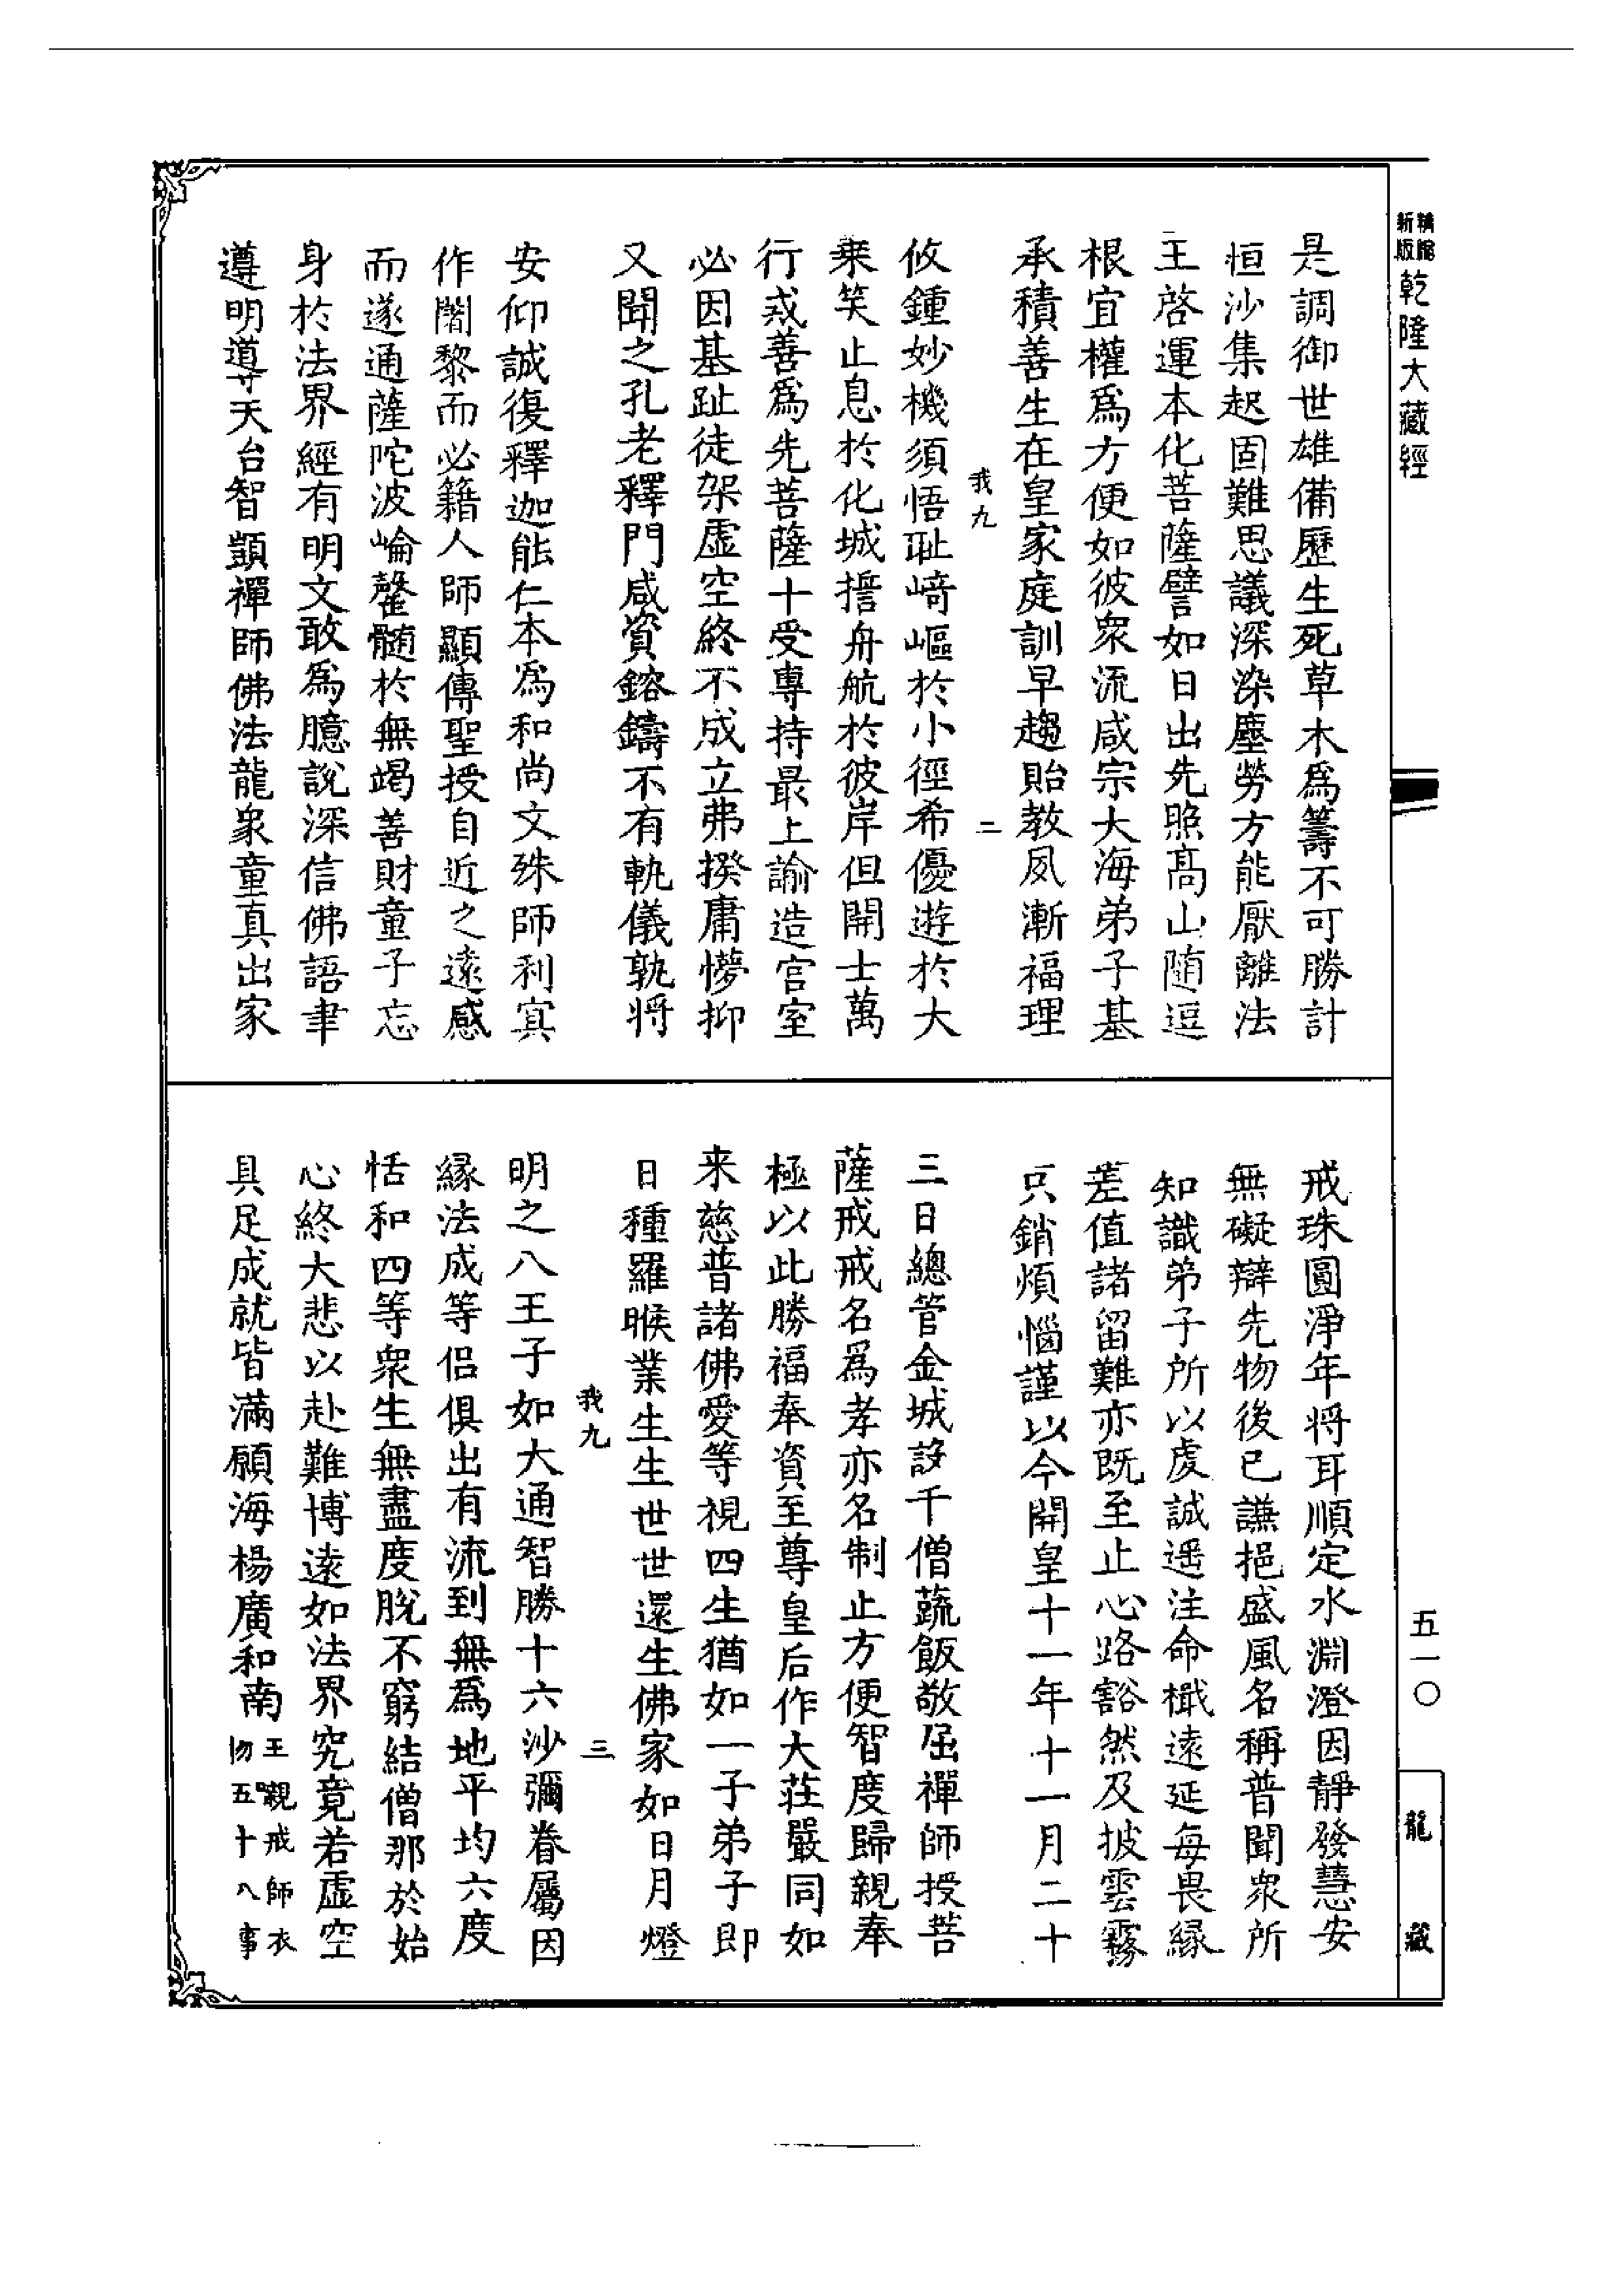 精縮
新版
乾隆大藏經
是調御世雄備歷生死草木爲籌不可勝計
恒沙集起固難思議深染塵勞方能厭離法
王啓運本化菩薩譬如日出先照髙山隨逗
根宜權爲方便如彼衆流咸宗大海弟子基
承積善生在皇家庭訓早趨貽教夙漸福理
我九
二
攸鍾妙機須悟耻崎嶇於小徑希優遊於大
乗笑止息於化城擔舟航於彼岸但開士萬
行戒善爲先菩薩十受專持最上諭造宫室
必因基趾徒架虛空終不成立弗揆庸懜抑
又聞之孔老釋門咸資鎔鑄不有軌儀孰將
安仰誠復釋迦能仁本爲和尚文殊師利㝠
作闍黎而必籍人師顯傳聖授自近之遠感
而遂通薩陀波崘罄髓於無竭善財童子忘
身於法界經有明文敢爲臆說深信佛語聿
遵明導天台智顗禪師佛法龍衆童真出家
戒珠圓淨年将耳順定水淵澄因靜發慧安
無礙辯先物後已謙挹盛風名稱普聞衆所
知識弟子所以虔誠遥注命檝遠延每畏縁
差值諸留難亦既至止心路豁然及披雲霧
只銷煩惱謹以今開皇十一年十一月二十
三日總管金城設千僧蔬飯敬屈禪師授菩
薩戒戒名爲孝亦名制止方便智度歸親奉
極以此勝福奉資至尊皇后作大莊嚴同如
来慈普諸佛愛等視四生猶如一子弟子即
日種羅睺業生生世世還生佛家如日月燈
我九
三
明之八王子如大通智勝十六沙彌眷屬因
縁法成等侣俱出有流到無爲地平均六度
恬和四等衆生無盡度脫不窮結僧那於始
心終大悲以赴難博遠如法界究竟若虛空
具足成就皆滿願海楊廣和南
王覩戒師衣
物五十八事
五一〇
龍藏